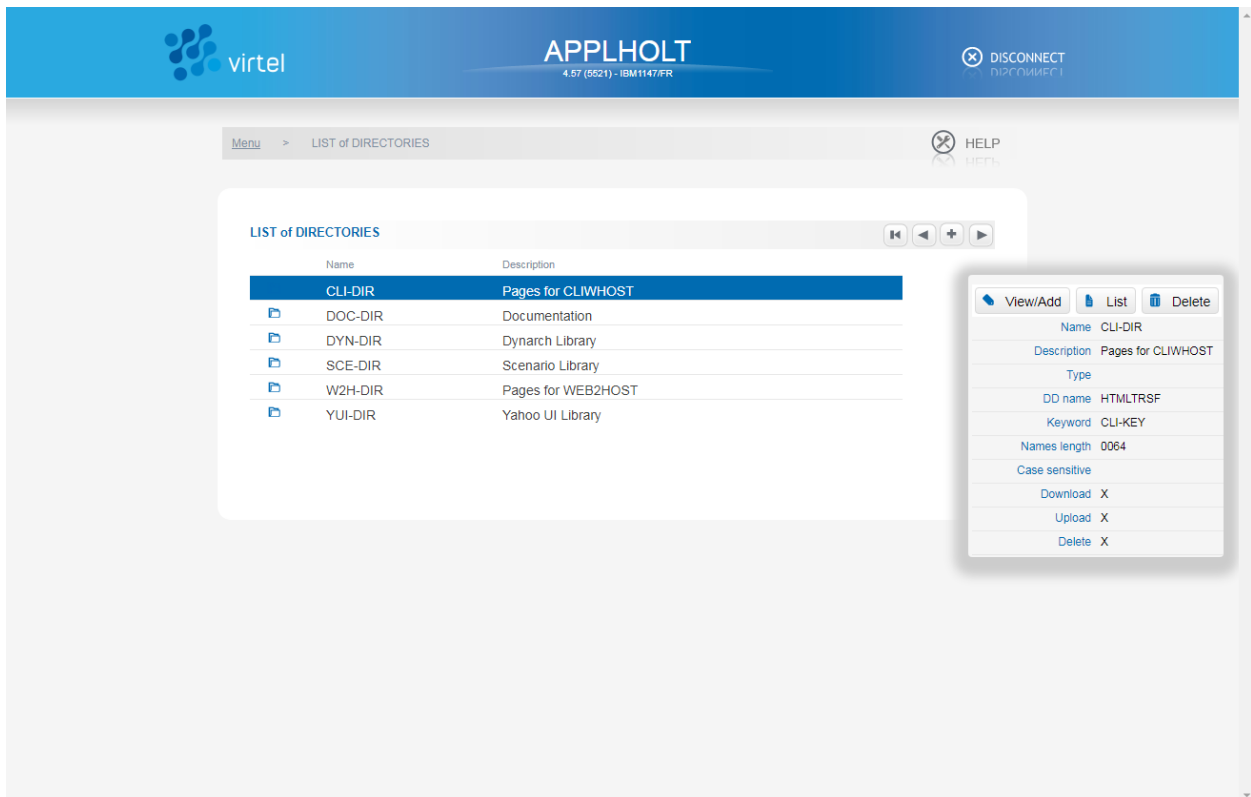 virtel
APPLHOLT
4.57 (5521) - IBM1147/FR
DISCONNECT
Menu > LIST of DIRECTORIES
HELP
LIST of DIRECTORIES
Name Description
CLI-DIR Pages for CLIWHOST
DOC-DIR Documentation
DYN-DIR Dynarch Library
SCE-DIR Scenario Library
W2H-DIR Pages for WEB2HOST
YUI-DIR Yahoo UI Library
View/Add List Delete
Name CLI-DIR
Description Pages for CLIWHOST
Type
DD name HTMLTRSF
Keyword CLI-KEY
Names length 0064
Case sensitive
Download X
Upload X
Delete X